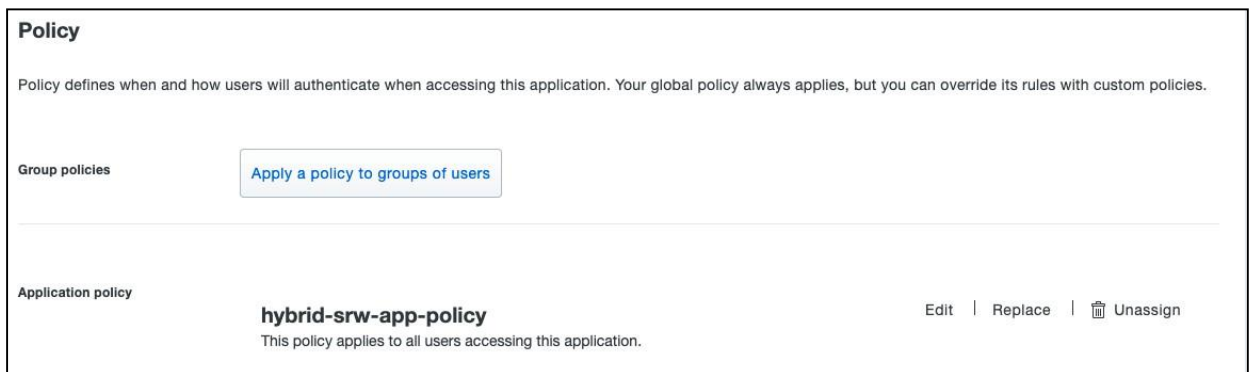 Policy
Policy defines when and how users will authenticate when accessing this application. Your global policy always applies, but you can override its rules with custom policies.
Group policies
Apply a policy to groups of users
Application policy
hybrid-srw-app-policy
Edit | Replace | Unassign
This policy applies to all users accessing this application.